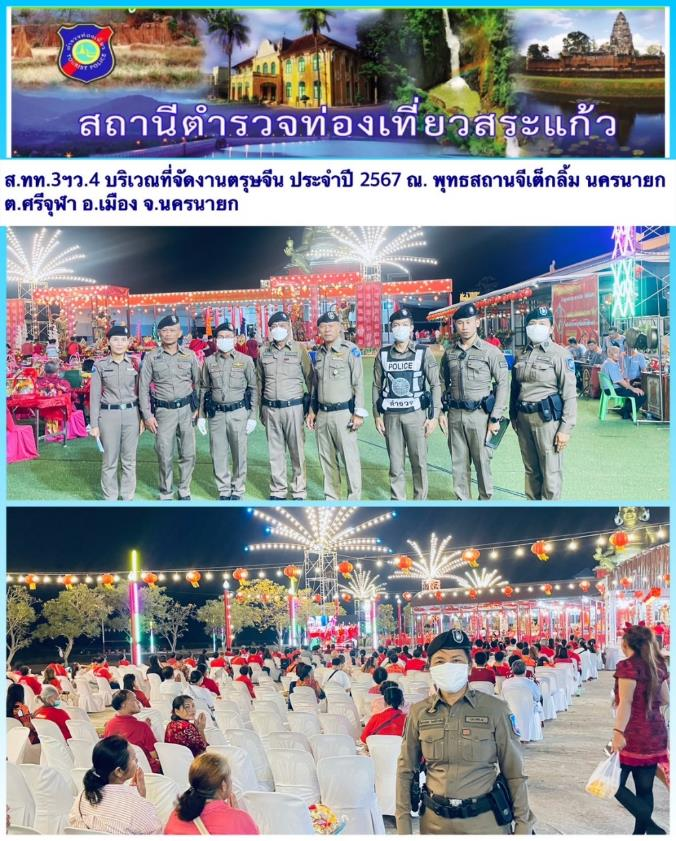 TOURIST POLICE
สถานีตำรวจท่องเที่ยวสระแก้ว
ส.ทท.3ฯว.4 บริเวณที่จัดงานตรุษจีน ประจำปี 2567 ณ. พุทธสถานจีเต็กลิ้ม นครนายก
ต.ศรีจุฬา อ.เมือง จ.นครนายก
POLICE
ตำรวจ